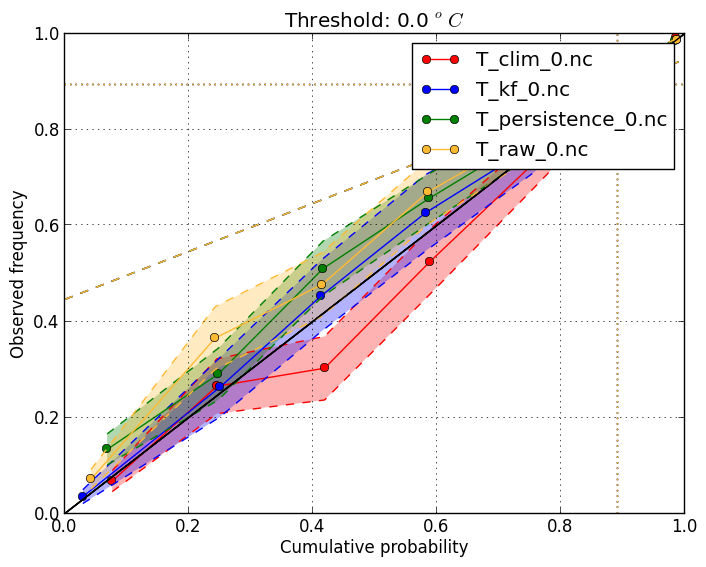 Threshold: 0.0 ° C
1.0
0.8
0.6
0.4
0.2
0.0
Observed frequency
T_clim_0.nc
T_kf_0.nc
T_persistence_0.nc
T_raw_0.nc
0.0 0.2 0.4 0.6 0.8 1.0
Cumulative probability